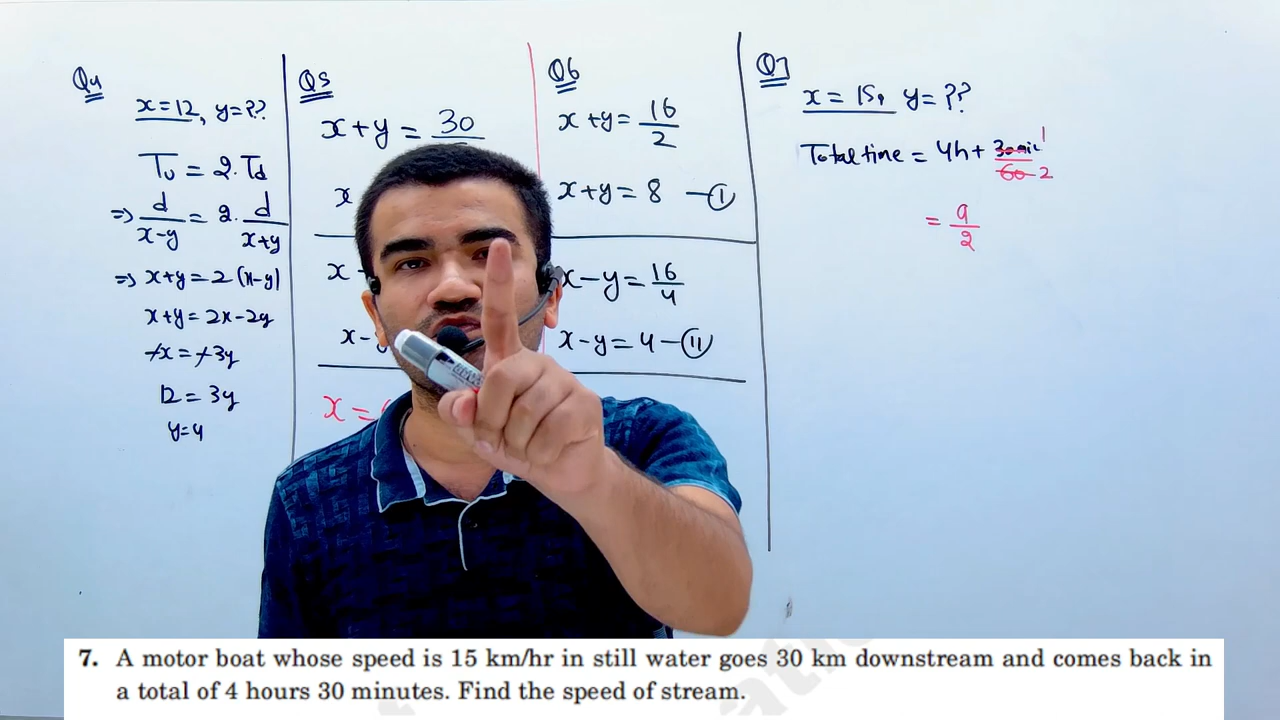 Q4
x=12, y=??
Tu = 2.Td
⇒ d/x-y = 2. d/x+y
⇒ x+y=2(x-y)
x+y=2x-2y
-x=-3y
12=3y
y=4
Q5
x+y = 30
x
x-
x-y
x=
Q6
x+y= 16/2
x+y=8 —(I)
x-y=16/4
x-y=4 —(II)
Q7
x=15, y=??
Total time = 4h+ 30min/60 1/2
= 9/2
7. A motor boat whose speed is 15 km/hr in still water goes 30 km downstream and comes back in
a total of 4 hours 30 minutes. Find the speed of stream.